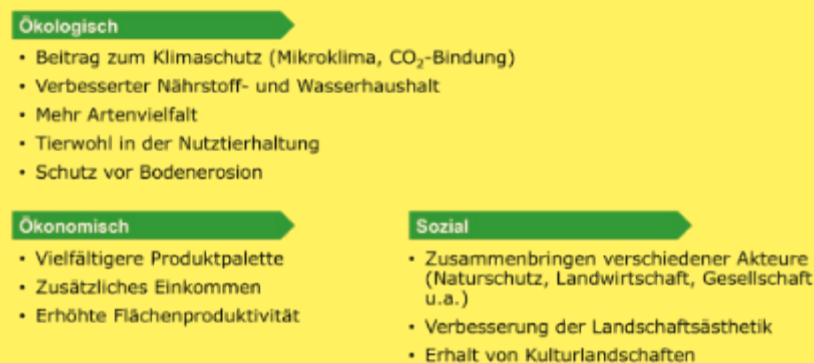 Ökologisch
• Beitrag zum Klimaschutz (Mikroklima, CO₂-Bindung)
• Verbesserter Nährstoff- und Wasserhaushalt
• Mehr Artenvielfalt
• Tierwohl in der Nutztierhaltung
• Schutz vor Bodenerosion
Ökonomisch
• Vielfältigere Produktpalette
• Zusätzliches Einkommen
• Erhöhte Flächenproduktivität
Sozial
• Zusammenbringen verschiedener Akteure
(Naturschutz, Landwirtschaft, Gesellschaft
u.a.)
• Verbesserung der Landschaftsästhetik
• Erhalt von Kulturlandschaften